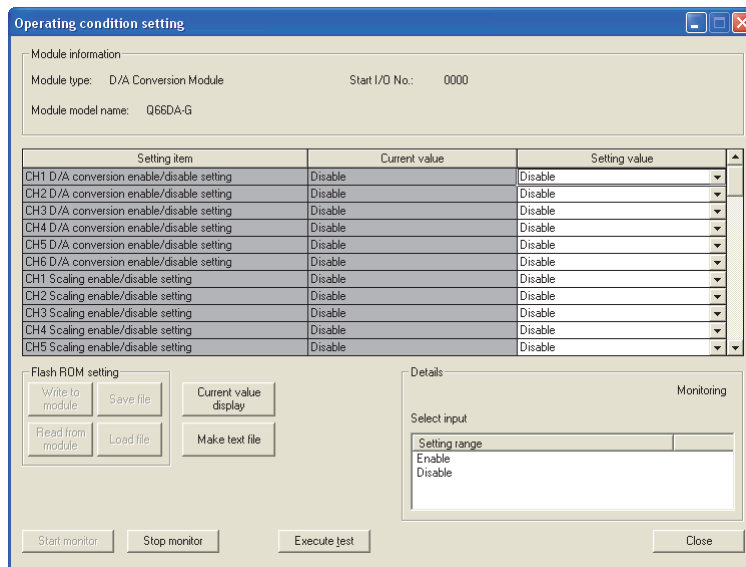 Operating condition setting
Module information
Module type: D/A Conversion Module Start I/O No.: 0000
Module model name: Q66DA-G
Setting item Current value Setting value
CH1 D/A conversion enable/disable setting Disable Disable
CH2 D/A conversion enable/disable setting Disable Disable
CH3 D/A conversion enable/disable setting Disable Disable
CH4 D/A conversion enable/disable setting Disable Disable
CH5 D/A conversion enable/disable setting Disable Disable
CH6 D/A conversion enable/disable setting Disable Disable
CH1 Scaling enable/disable setting Disable Disable
CH2 Scaling enable/disable setting Disable Disable
CH3 Scaling enable/disable setting Disable Disable
CH4 Scaling enable/disable setting Disable Disable
CH5 Scaling enable/disable setting Disable Disable
Flash ROM setting
Write to
module
Save file
Current value
display
Read from
module
Load file
Make text file
Details
Monitoring
Select input
Setting range
Enable
Disable
Start monitor Stop monitor Execute test Close